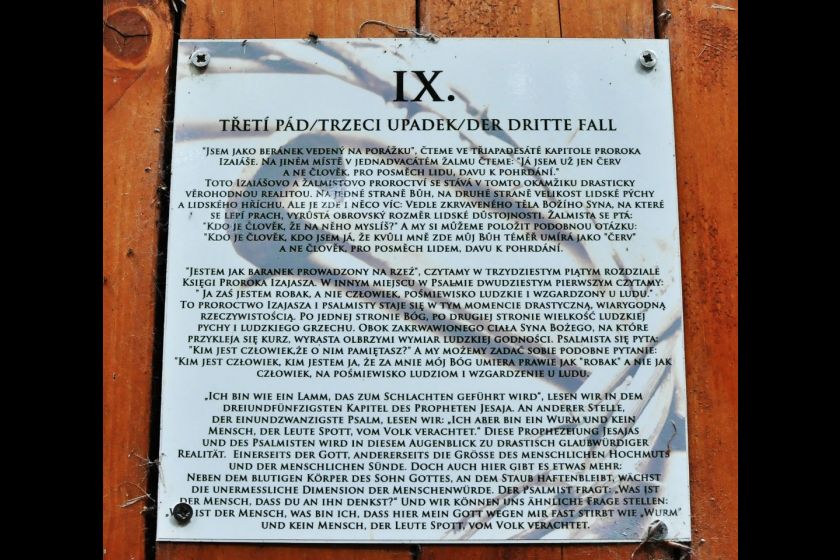 IX.
TŘETÍ PÁD/TRZECI UPADEK/DER DRITTE FALL
"JSEM JAKO BERÁNEK VEDENÝ NA PORÁŽKU", ČTEME VE TŘIAPADESÁTÉ KAPITOLE PROROKA
IZAIÁŠE. NA JINÉM MÍSTĚ V JEDNADVACÁTÉM ŽALMU ČTEME: "JÁ JSEM UŽ JEN ČERV
A NE ČLOVĚK, PRO POSMĚCH LIDU, DAVU K POHRDÁNÍ."
TOTO IZAIÁŠOVO A ŽALMISTOVO PROROCTVÍ SE STÁVÁ V TOMTO OKAMŽIKU DRASTICKY
VĚROHODNOU REALITOU. NA JEDNÉ STRANĚ BŮH, NA DRUHÉ STRANĚ VELIKOST LIDSKÉ PÝCHY
A LIDSKÉHO HŘÍCHU. ALE JE ZDE I NĚCO VÍC: VEDLE ZKRVAVENÉHO TĚLA BOŽÍHO SYNA, NA KTERÉ
SE LEPÍ PRACH, VYRŮSTÁ OBROVSKÝ ROZMĚR LIDSKÉ DŮSTOJNOSTI. ŽALMISTA SE PTÁ:
"KDO JE ČLOVĚK, ŽE NA NĚHO MYSLÍŠ?" A MY SI MŮŽEME POLOŽIT PODOBNOU OTÁZKU:
"KDO JE ČLOVĚK, KDO JSEM JÁ, ŽE KVŮLI MNĚ ZDE MŮJ BŮH TÉMĚŘ UMÍRÁ JAKO "ČERV"
A NE ČLOVĚK, PRO POSMĚCH LIDEM, DAVU K POHRDÁNÍ.
"JESTEM JAK BARANEK PROWADZONY NA RZEŹ", CZYTAMY W TRZYDZIESTYM PIĄTYM ROZDZIALE
KSIĘGI PROROKA IZAJASZA. W INNYM MIEJSCU W PSALMIE DWUDZIESTYM PIERWSZYM CZYTAMY:
" JA ZAŚ JESTEM ROBAK, A NIE CZŁOWIEK, POŚMIEWISKO LUDZKIE I WZGARDZONY U LUDU."
TO PROROCTWO IZAJASZA I PSALMISTY STAJE SIĘ W TYM MOMENCIE DRASTYCZNĄ, WIARYGODNĄ
RZECZYWISTOŚCIĄ. PO JEDNEJ STRONIE BÓG, PO DRUGIEJ STRONIE WIELKOŚĆ LUDZKIEJ
PYCHY I LUDZKIEGO GRZECHU. OBOK ZAKRWAWIONEGO CIAŁA SYNA BOŻEGO, NA KTÓRE
PRZYKLEJA SIĘ KURZ, WYRASTA OLBRZYMI WYMIAR LUDZKIEJ GODNOŚCI. PSALMISTA SIĘ PYTA:
"KIM JEST CZŁOWIEK,ŻE O NIM PAMIĘTASZ?" A MY MOŻEMY ZADAĆ SOBIE PODOBNE PYTANIE:
"KIM JEST CZŁOWIEK, KIM JESTEM JA, ŻE ZA MNIE MÓJ BÓG UMIERA PRAWIE JAK "ROBAK" A NIE JAK
CZŁOWIEK, NA POŚMIEWISKO LUDZIOM I WZGARDZENIE U LUDU.
„ICH BIN WIE EIN LAMM, DAS ZUM SCHLACHTEN GEFÜHRT WIRD", LESEN WIR IN DEM
DREIUNDFÜNFZIGSTEN KAPITEL DES PROPHETEN JESAJA. AN ANDERER STELLE,
DER EINUNDZWANZIGSTE PSALM, LESEN WIR: „ICH ABER BIN EIN WURM UND KEIN
MENSCH, DER LEUTE SPOTT, VOM VOLK VERACHTET." DIESE PROPHEZEIUNG JESAJAS
UND DES PSALMISTEN WIRD IN DIESEM AUGENBLICK ZU DRASTISCH GLAUBWÜRDIGER
REALITÄT. EINERSEITS DER GOTT, ANDERERSEITS DIE GRÖSSE DES MENSCHLICHEN HOCHMUTS
UND DER MENSCHLICHEN SÜNDE. DOCH AUCH HIER GIBT ES ETWAS MEHR:
NEBEN DEM BLUTIGEN KÖRPER DES SOHN GOTTES, AN DEM STAUB HAFTENBLEIBT, WÄCHST
DIE UNERMESSLICHE DIMENSION DER MENSCHENWÜRDE. DER PSALMIST FRAGT: „WAS IST
DER MENSCH, DASS DU AN IHN DENKST?" UND WIR KÖNNEN UNS ÄHNLICHE FRAGE STELLEN:
IST DER MENSCH, WAS BIN ICH, DASS HIER MEIN GOTT WEGEN MIR FAST STIRBT WIE „WURM"
UND KEIN MENSCH, DER LEUTE SPOTT, VOM VOLK VERACHTET.